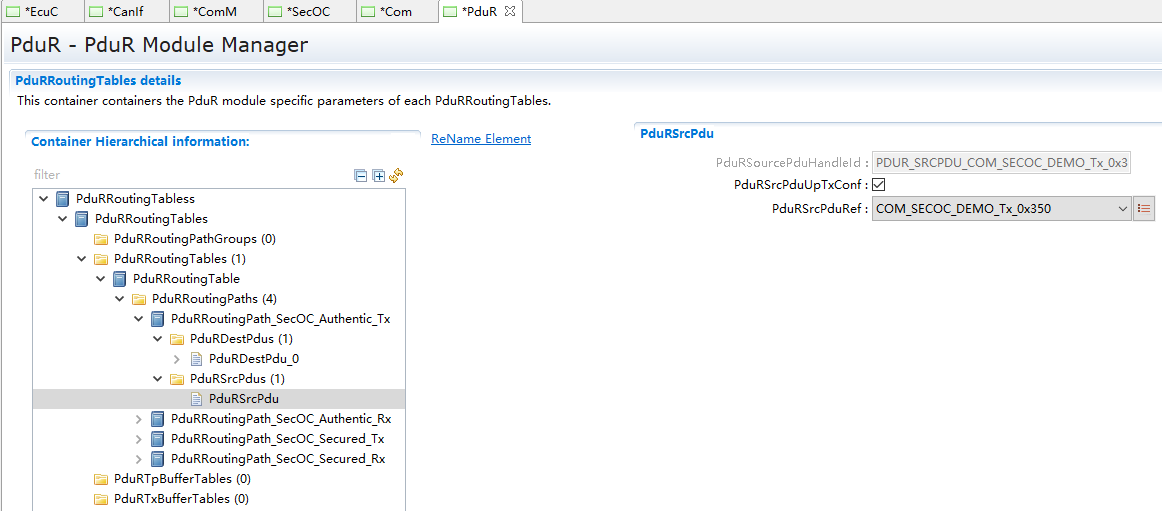 *EcuC *CanIf *ComM *SecOC *Com *PduR
PduR - PduR Module Manager
PduRRoutingTables details
This container containers the PduR module specific parameters of each PduRRoutingTables.
Container Hierarchical information:
ReName Element
filter
PduRRoutingTabless
PduRRoutingTables
PduRRoutingPathGroups (0)
PduRRoutingTables (1)
PduRRoutingTable
PduRRoutingPaths (4)
PduRRoutingPath_SecOC_Authentic_Tx
PduRDestPdus (1)
PduRDestPdu_0
PduRSrcPdus (1)
PduRSrcPdu
PduRRoutingPath_SecOC_Authentic_Rx
PduRRoutingPath_SecOC_Secured_Tx
PduRRoutingPath_SecOC_Secured_Rx
PduRTpBufferTables (0)
PduRTxBufferTables (0)
PduRSrcPdu
PduRSourcePduHandleId : PDUR_SRCPDU_COM_SECOC_DEMO_Tx_0x3
PduRSrcPduUpTxConf :
PduRSrcPduRef : COM_SECOC_DEMO_Tx_0x350